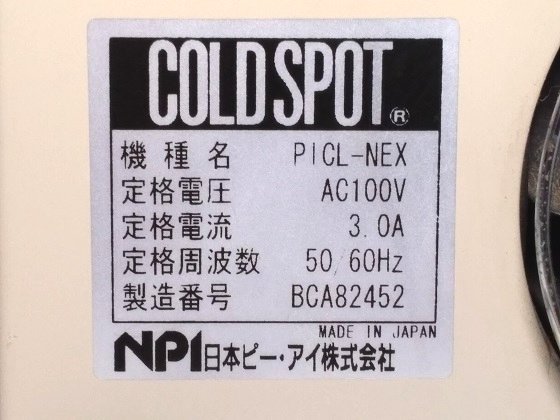 COLDSPOT®
機種名 PICL-NEX
定格電圧 AC100V
定格電流 3.0A
定格周波数 50/60Hz
製造番号 BCA82452
MADE IN JAPAN
NPI日本ピー・アイ株式会社